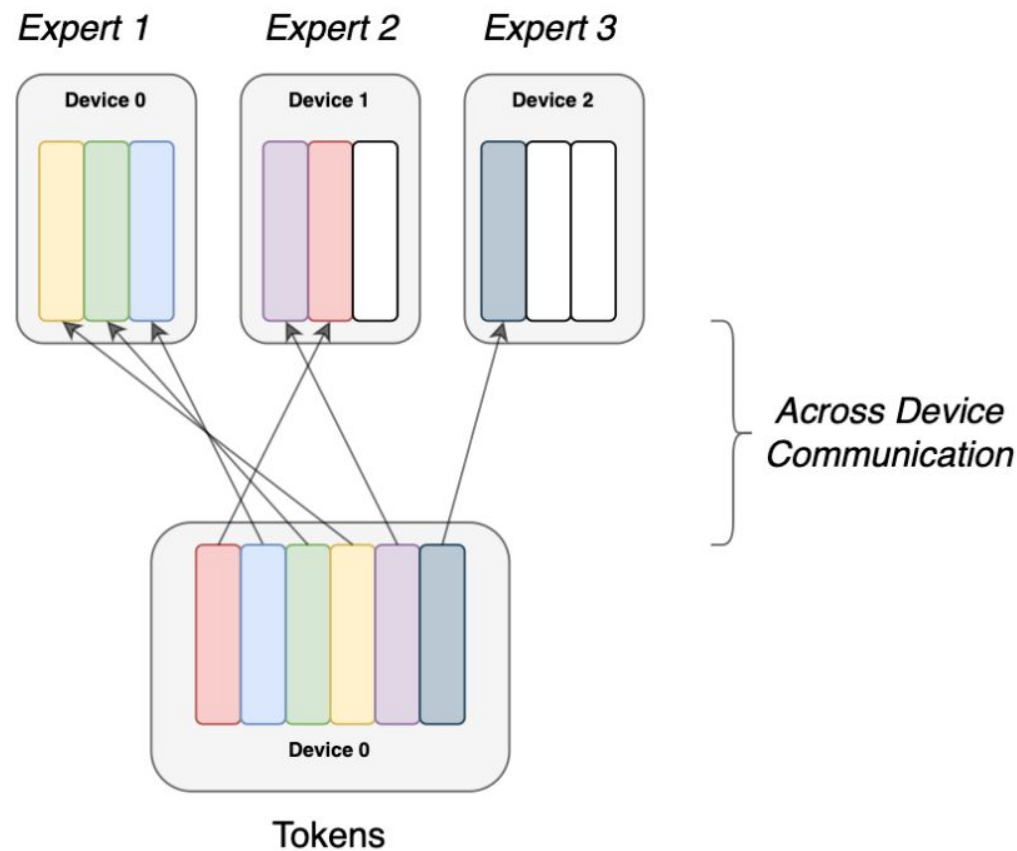 Expert 1
Expert 2
Expert 3
Device 0
Device 1
Device 2
Across Device
Communication
Device 0
Tokens